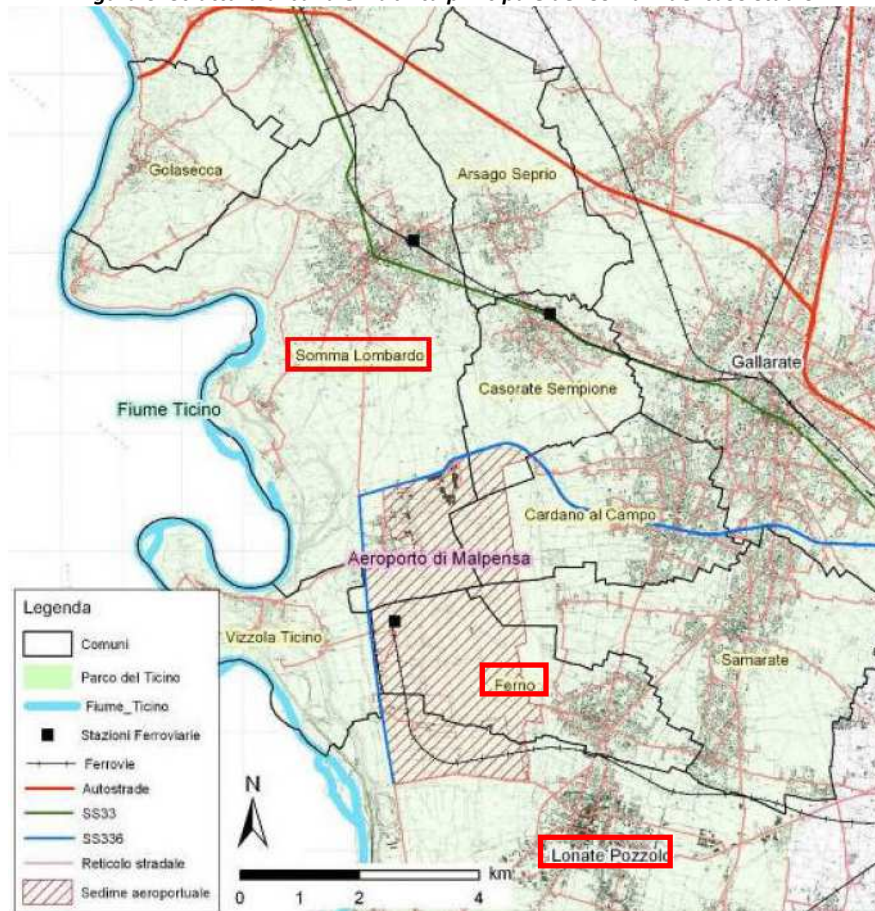 Golasecca
Arsago Seprio
Somma Lombardo
Gallarate
Casorate Sempione
Fiume Ticino
Cardano al Campo
Aeroporto di Malpensa
Legenda
Comuni
Parco del Ticino
Fiume_Ticino
Stazioni Ferroviarie
Ferrovie
Autostrade
SS33
SS336
Reticolo stradale
Sedime aeroportuale
Vizzola Ticino
Samarate
Ferno
N
Lonate Pozzolo
km
0 2 4